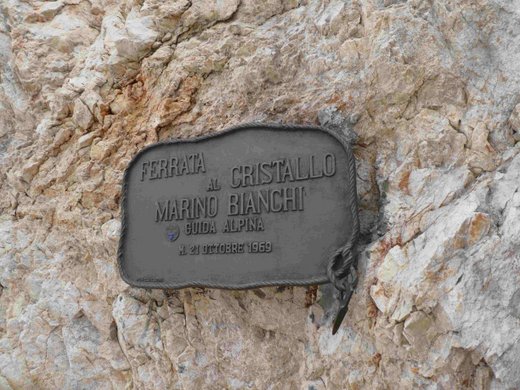 FERRATA
AL CRISTALLO
MARINO BIANCHI
GUIDA ALPINA
M. 21 OTTOBRE 1969